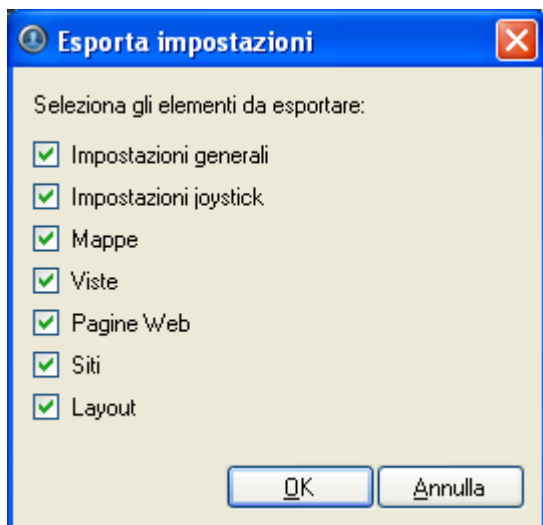 Esporta impostazioni
Seleziona gli elementi da esportare:
Impostazioni generali
Impostazioni joystick
Mappe
Viste
Pagine Web
Siti
Layout
OK Annulla